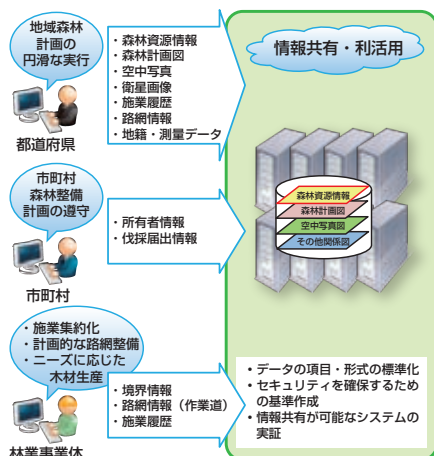 地域森林
計画の
円滑な実行
都道府県
・森林資源情報
・森林計画図
・空中写真
・衛星画像
・施業履歴
・路網情報
・地籍・測量データ
情報共有・利活用
森林資源情報
森林計画図
空中写真図
その他関係図
市町村
森林整備
計画の遵守
市町村
・所有者情報
・伐採届出情報
・施業集約化
・計画的な路網整備
・ニーズに応じた
木材生産
林業事業体
・境界情報
・路網情報（作業道）
・施業履歴
・データの項目・形式の標準化
・セキュリティを確保するため
の基準作成
・情報共有が可能なシステムの
実証